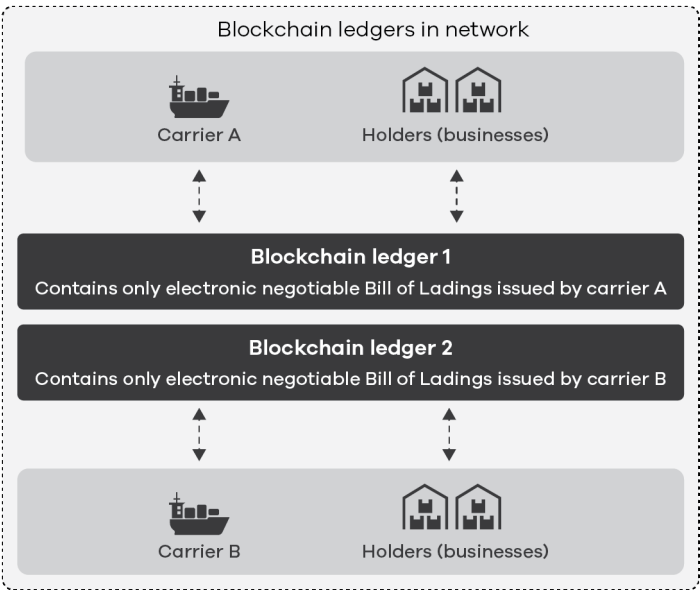 Blockchain ledgers in network
Carrier A
Holders (businesses)
Blockchain ledger 1
Contains only electronic negotiable Bill of Ladings issued by carrier A
Blockchain ledger 2
Contains only electronic negotiable Bill of Ladings issued by carrier B
Carrier B
Holders (businesses)